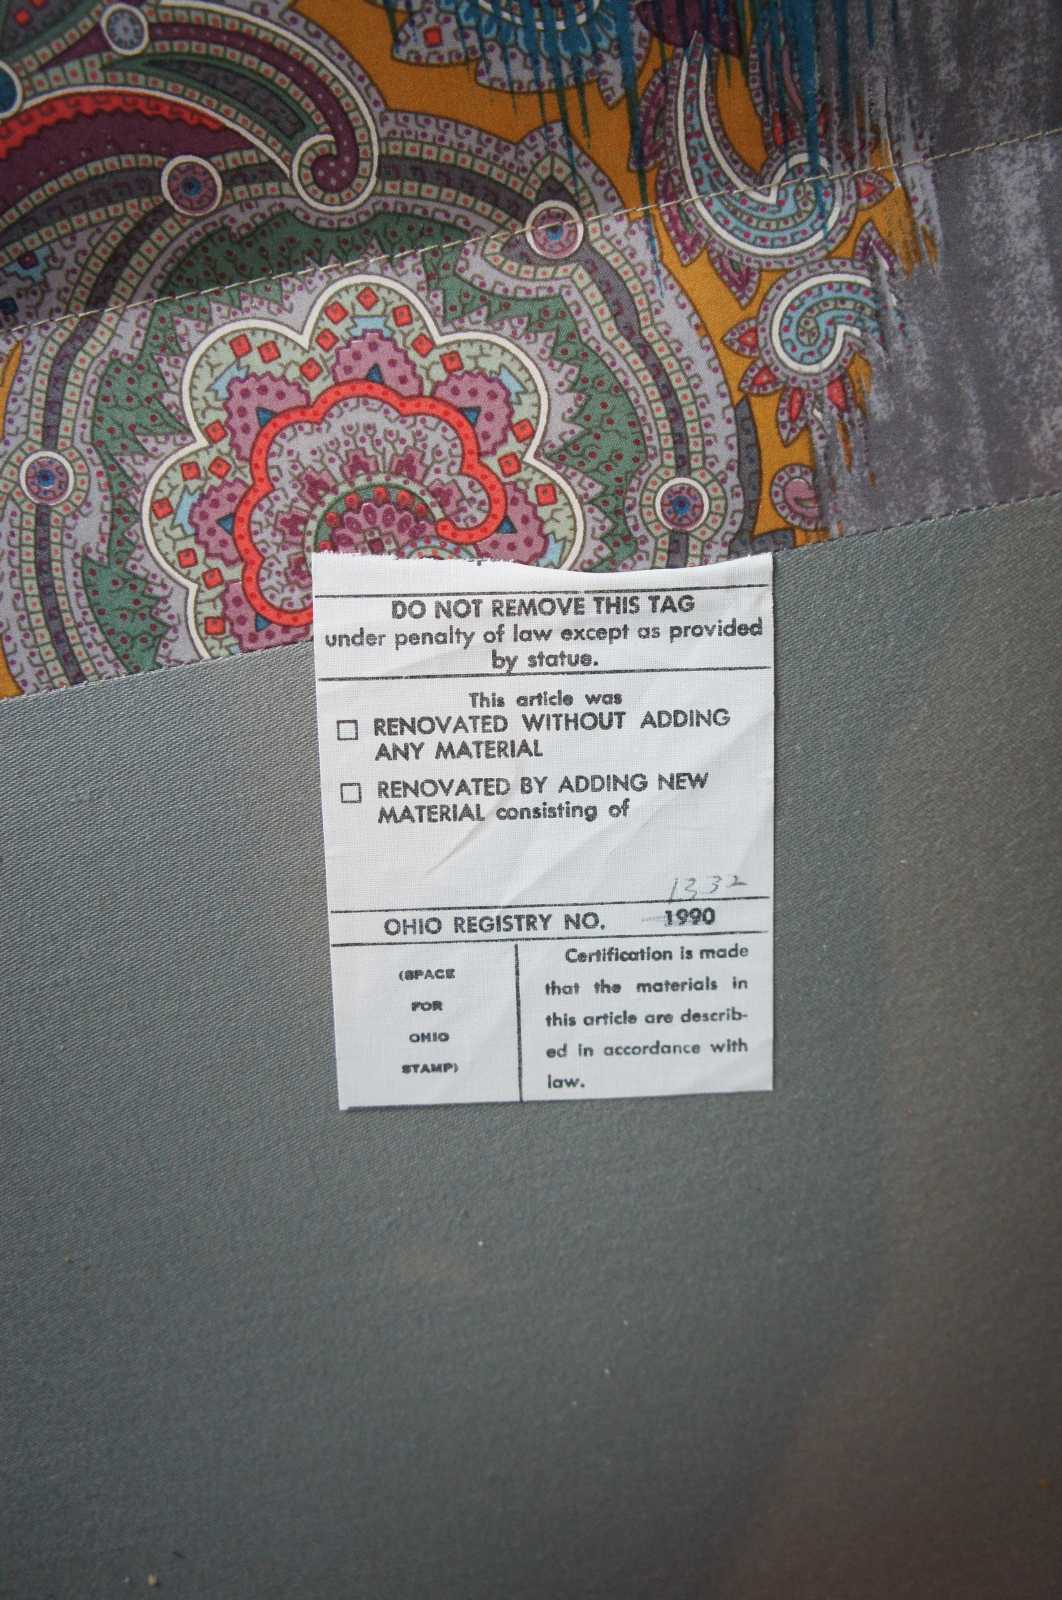 DO NOT REMOVE THIS TAG
under penalty of law except as provided
by statue.
This article was
☐ RENOVATED WITHOUT ADDING
ANY MATERIAL
☐ RENOVATED BY ADDING NEW
MATERIAL consisting of
1332
OHIO REGISTRY NO. 1990
(SPACE
FOR
OHIO
STAMP)
Certification is made
that the materials in
this article are describ-
ed in accordance with
law.